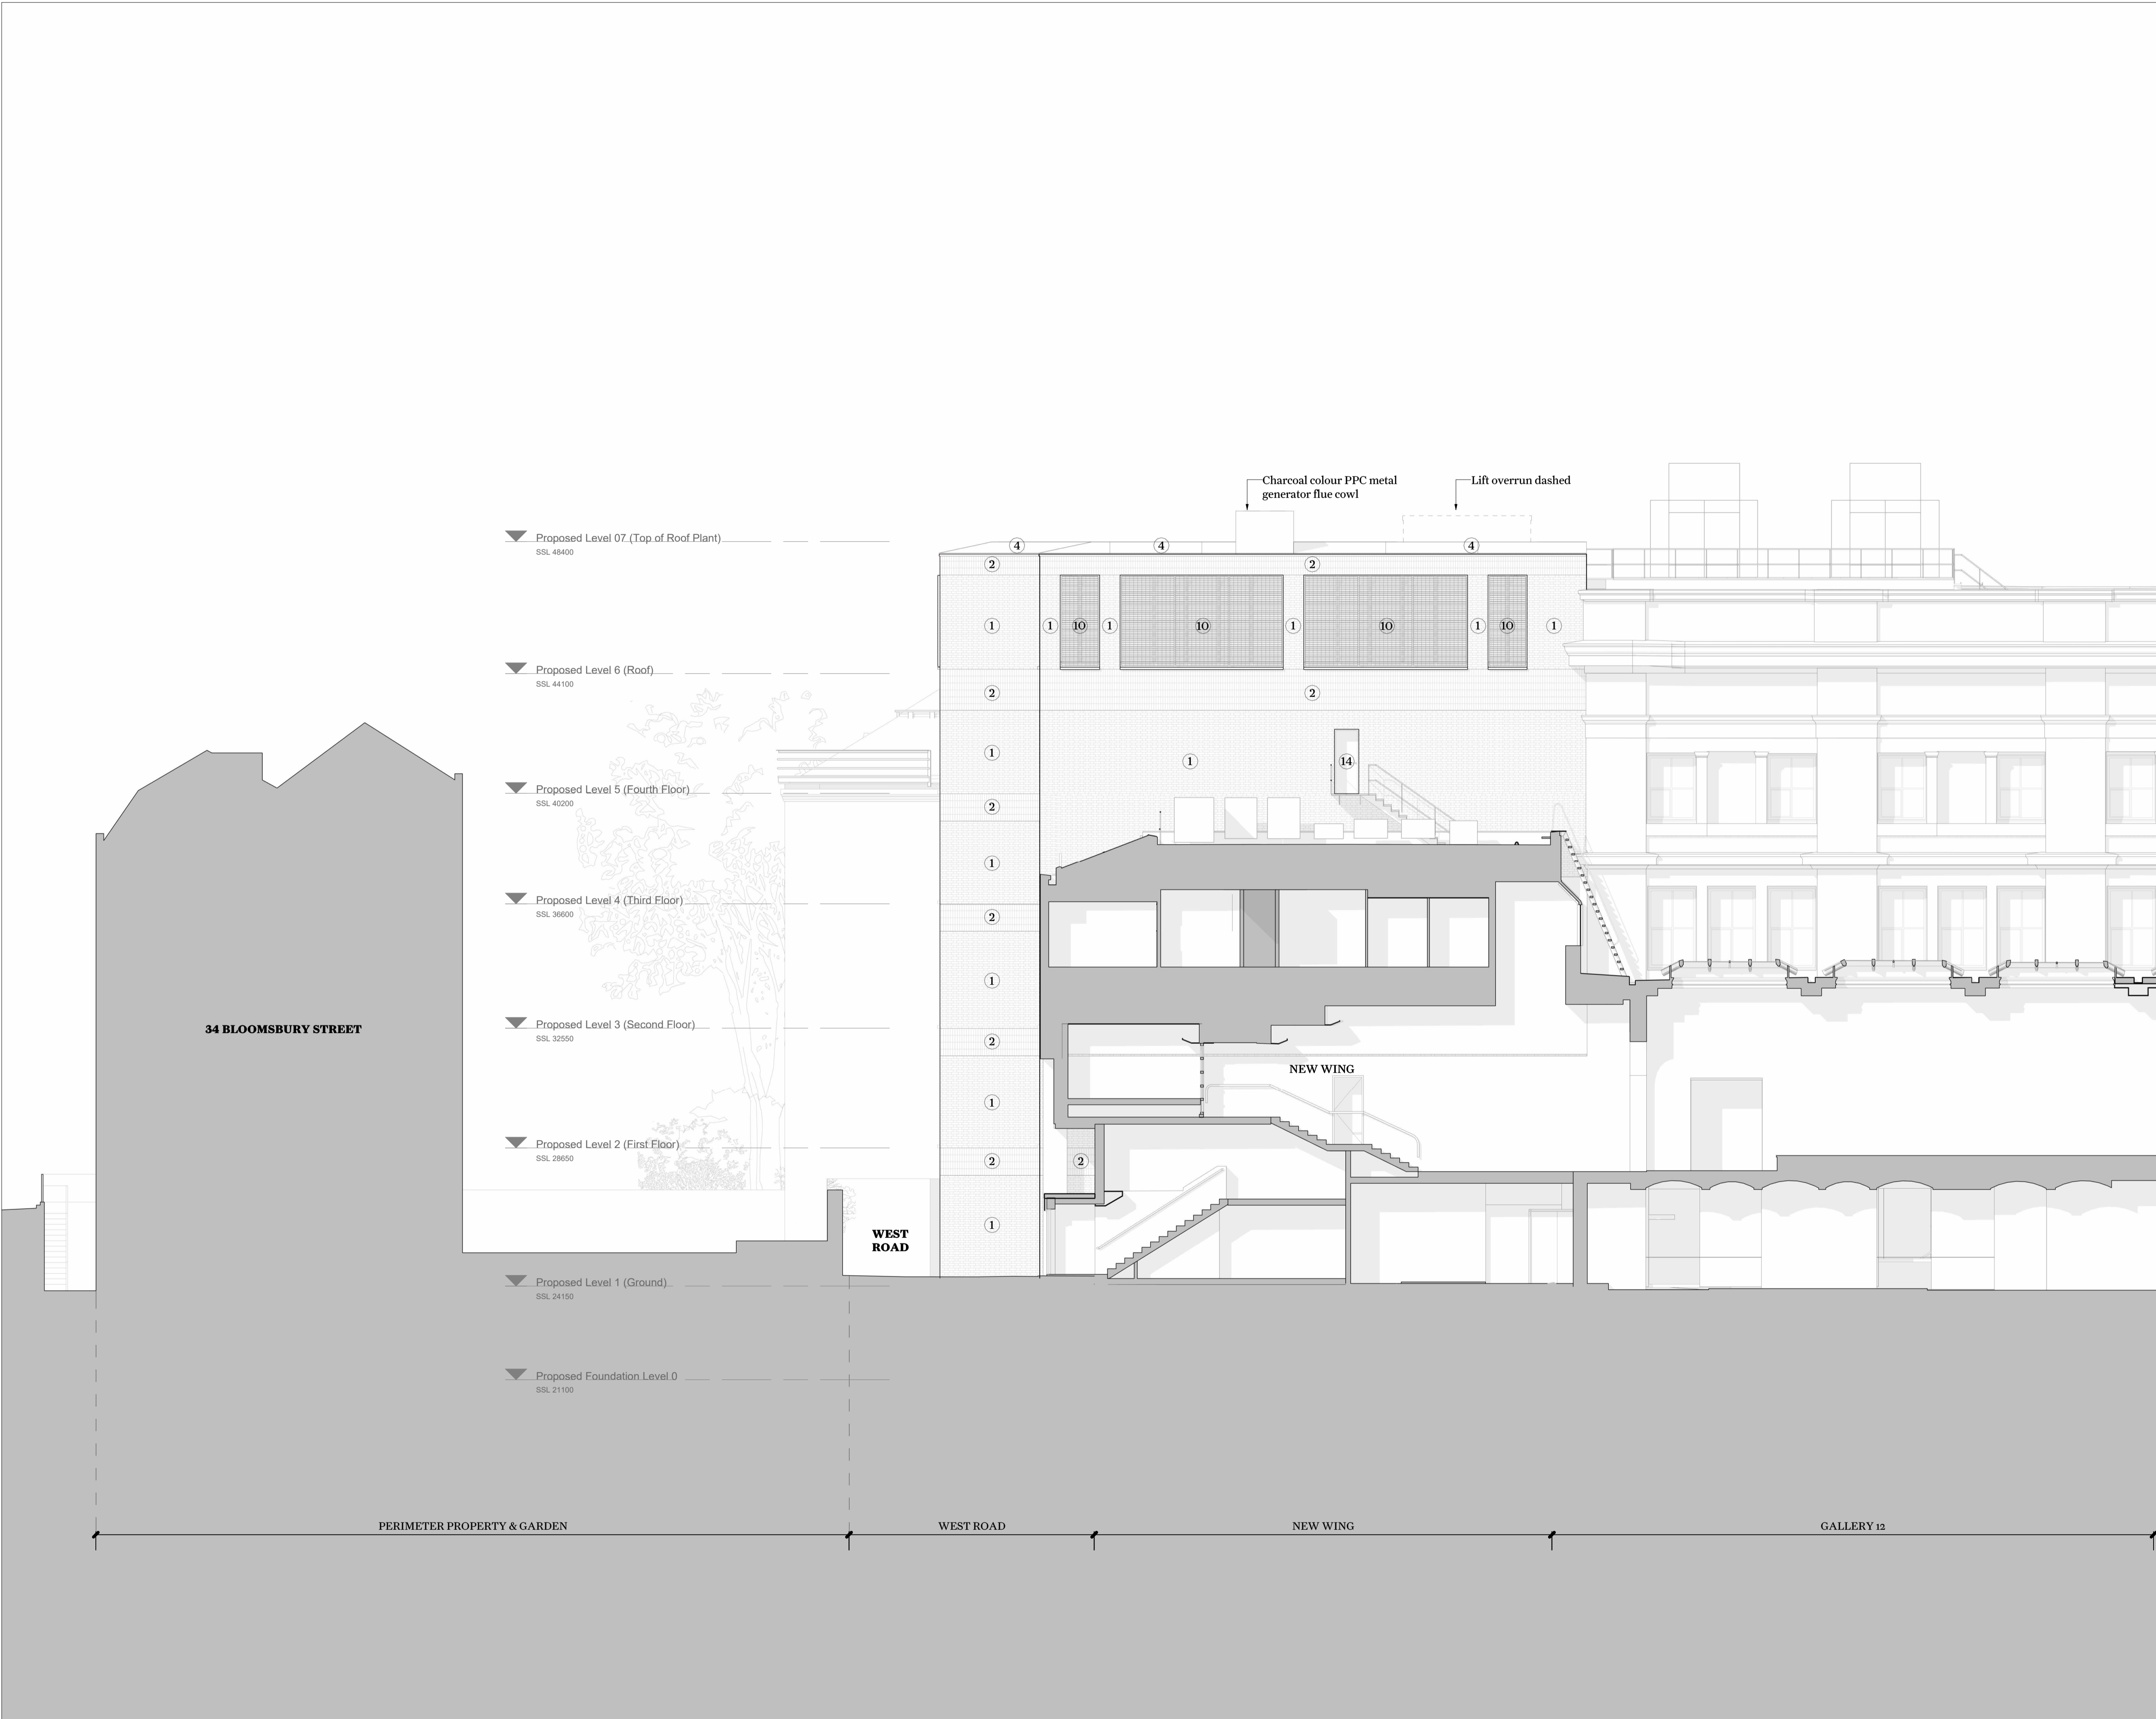 Charcoal colour PPC metal
generator flue cowl
Lift overrun dashed
Proposed Level 07 (Top of Roof Plant)
SSL 48400
4 4 4
2 2
1 1 10 1 10 1 10 1 10 1
Proposed Level 6 (Roof)
SSL 44100
2 2
1 1 14
Proposed Level 5 (Fourth Floor)
SSL 40200
2
1
Proposed Level 4 (Third Floor)
SSL 36600
2
1
34 BLOOMSBURY STREET
Proposed Level 3 (Second Floor)
SSL 32550
2
NEW WING
1
Proposed Level 2 (First Floor)
SSL 28650
2 2
1
WEST
ROAD
Proposed Level 1 (Ground)
SSL 24150
Proposed Foundation Level 0
SSL 21100
PERIMETER PROPERTY & GARDEN
WEST ROAD
NEW WING
GALLERY 12